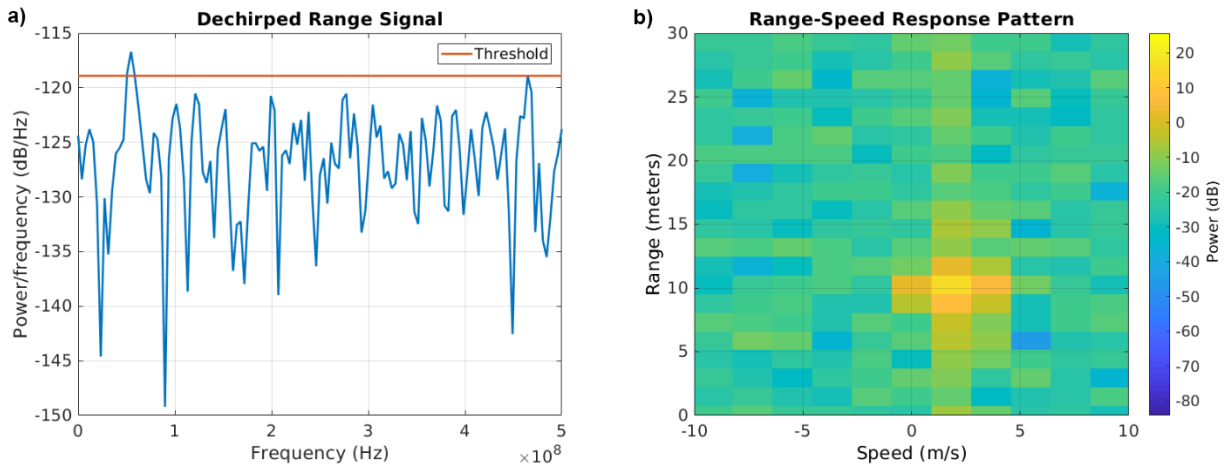 a)
Dechirped Range Signal
Threshold
Power/frequency (dB/Hz)
-115
-120
-125
-130
-135
-140
-145
-150
0 1 2 3 4 5
Frequency (Hz)
×10^8
b)
Range-Speed Response Pattern
Range (meters)
30
25
20
15
10
5
0
-10 -5 0 5 10
Speed (m/s)
20
10
0
-10
-20
-30
-40
-50
-60
-70
-80
Power (dB)